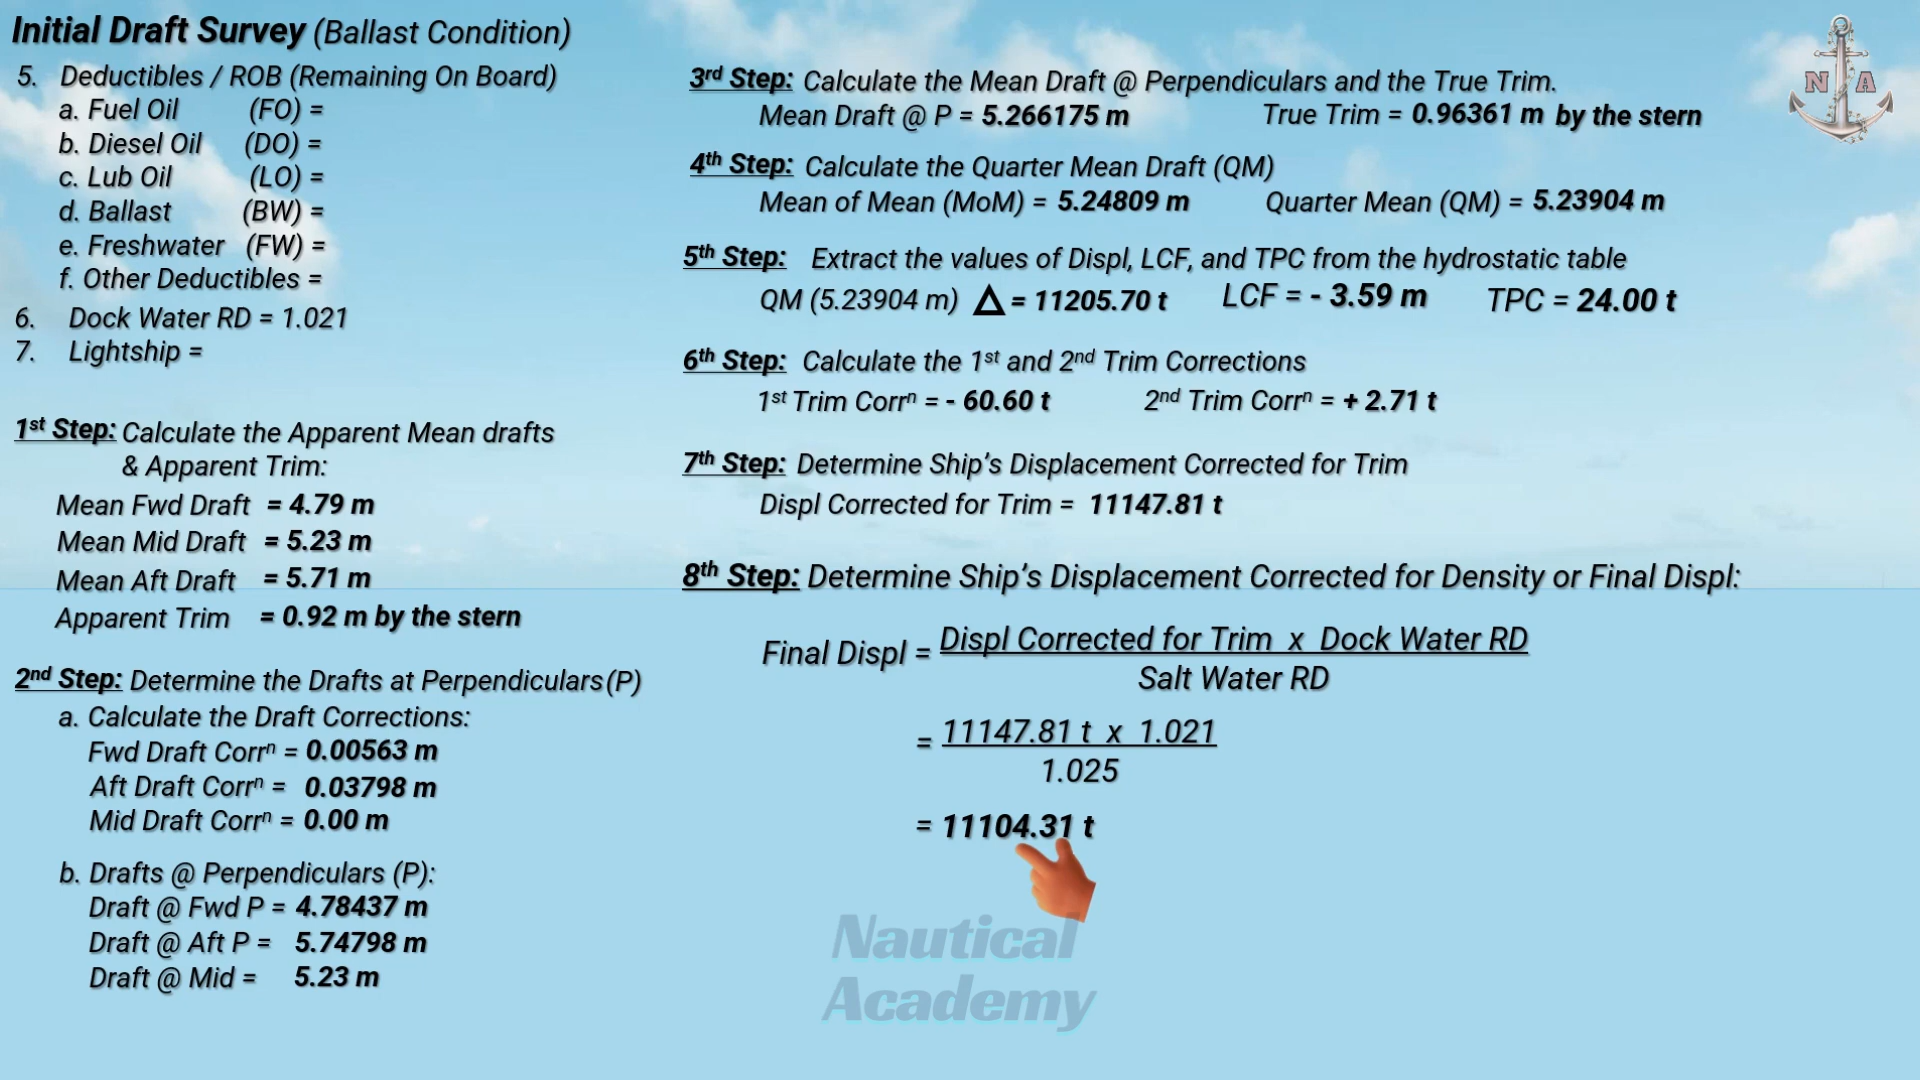 Initial Draft Survey (Ballast Condition)
5. Deductibles / ROB (Remaining On Board)
a. Fuel Oil (FO) =
b. Diesel Oil (DO) =
c. Lub Oil (LO) =
d. Ballast (BW) =
e. Freshwater (FW) =
f. Other Deductibles =
6. Dock Water RD = 1.021
7. Lightship =
1st Step: Calculate the Apparent Mean drafts
& Apparent Trim:
Mean Fwd Draft = 4.79 m
Mean Mid Draft = 5.23 m
Mean Aft Draft = 5.71 m
Apparent Trim = 0.92 m by the stern
2nd Step: Determine the Drafts at Perpendiculars (P)
a. Calculate the Draft Corrections:
Fwd Draft Corrⁿ = 0.00563 m
Aft Draft Corrⁿ = 0.03798 m
Mid Draft Corrⁿ = 0.00 m
b. Drafts @ Perpendiculars (P):
Draft @ Fwd P = 4.78437 m
Draft @ Aft P = 5.74798 m
Draft @ Mid = 5.23 m
3rd Step: Calculate the Mean Draft @ Perpendiculars and the True Trim.
Mean Draft @ P = 5.266175 m True Trim = 0.96361 m by the stern
4th Step: Calculate the Quarter Mean Draft (QM)
Mean of Mean (MoM) = 5.24809 m Quarter Mean (QM) = 5.23904 m
5th Step: Extract the values of Displ, LCF, and TPC from the hydrostatic table
QM (5.23904 m) Δ = 11205.70 t LCF = - 3.59 m TPC = 24.00 t
6th Step: Calculate the 1st and 2nd Trim Corrections
1st Trim Corrⁿ = - 60.60 t 2nd Trim Corrⁿ = + 2.71 t
7th Step: Determine Ship's Displacement Corrected for Trim
Displ Corrected for Trim = 11147.81 t
8th Step: Determine Ship's Displacement Corrected for Density or Final Displ:
Final Displ = Displ Corrected for Trim x Dock Water RD
Salt Water RD
= 11147.81 t x 1.021
1.025
= 11104.31 t
Nautical
Academy
N A